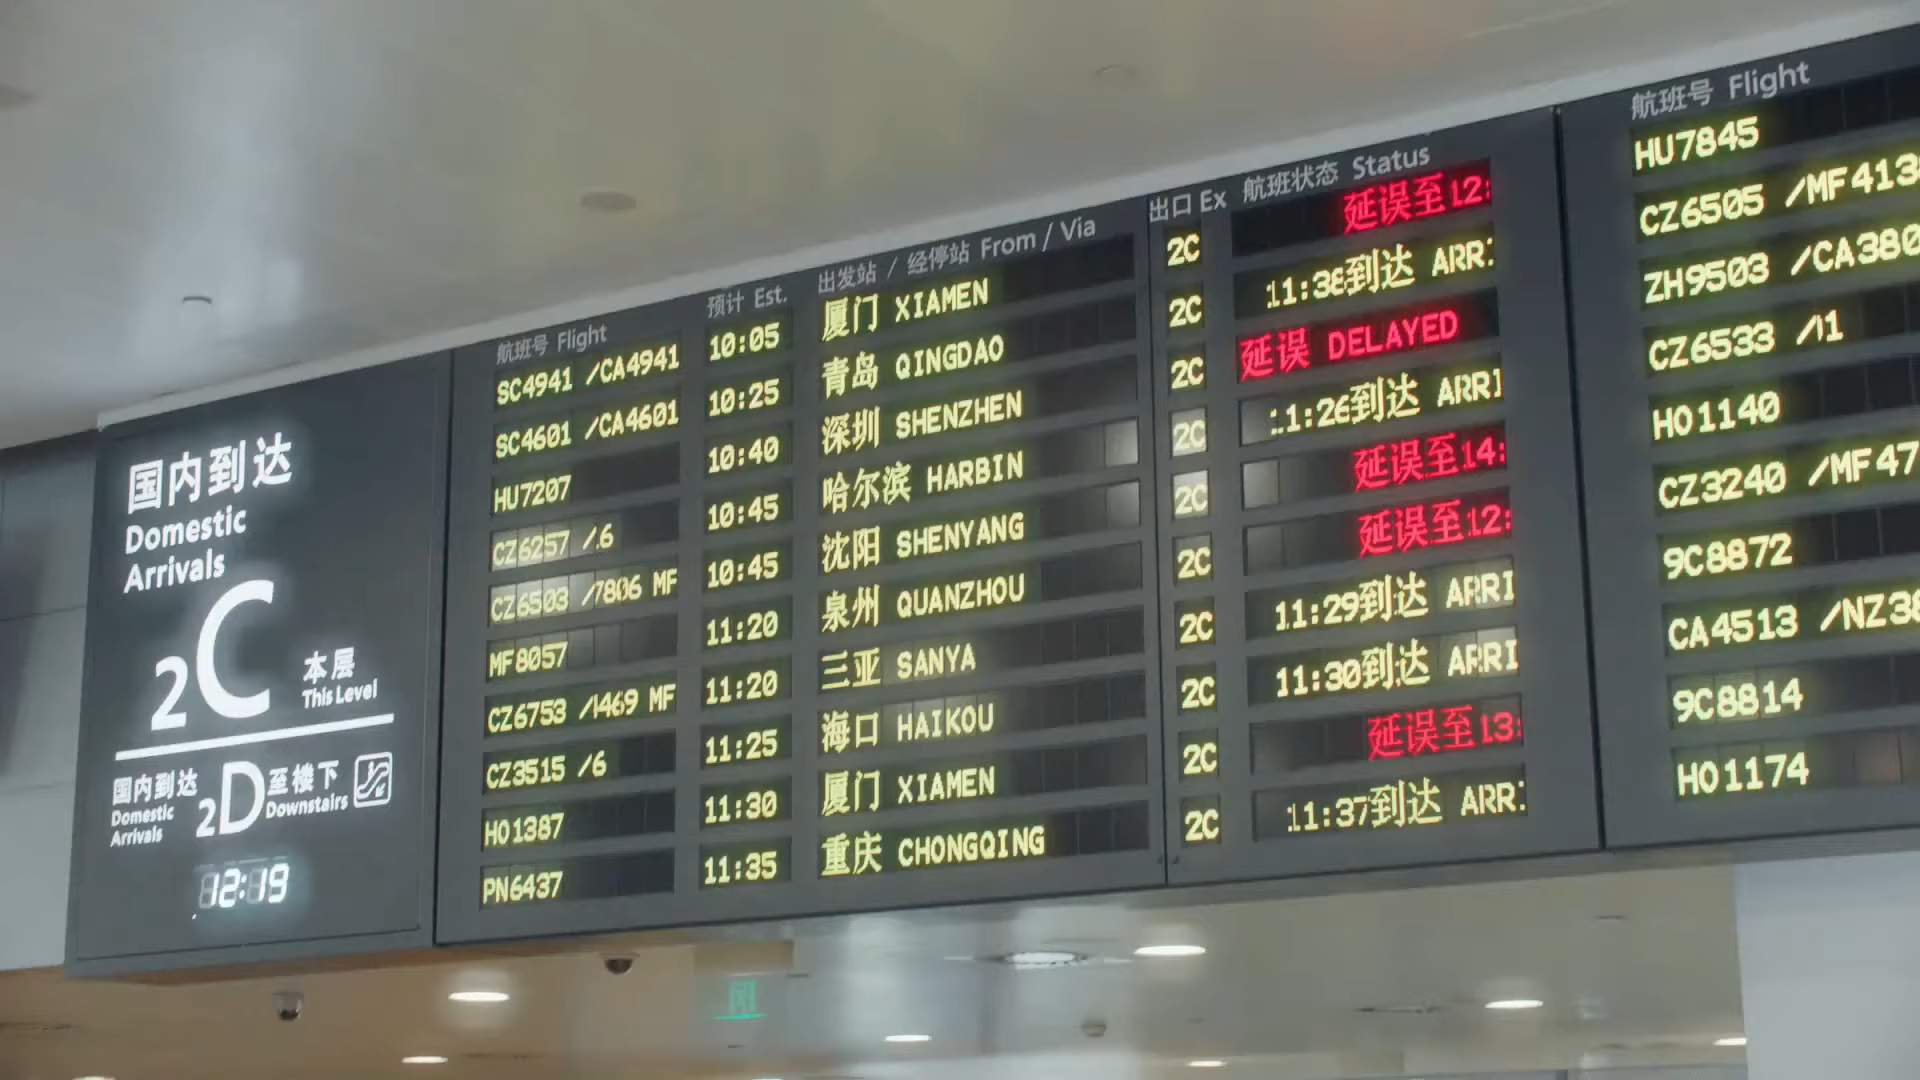 国内到达
Domestic
Arrivals
2C 本层
This Level
国内到达 2D 至楼下
Domestic Arrivals Downstairs
12:19
航班号 Flight 预计 Est. 出发站 / 经停站 From / Via 出口 Ex 航班状态 Status
SC4941 /CA4941 10:05 厦门 XIAMEN 2C 延误至12:
SC4601 /CA4601 10:25 青岛 QINGDAO 2C 11:38到达 ARR
HU7207 10:40 深圳 SHENZHEN 2C 延误 DELAYED
CZ6257 / 10:45 哈尔滨 HARBIN 2C 11:26到达 ARRI
CZ6503 / MF 10:45 沈阳 SHENYANG 2C 延误至14:
MF8057 11:20 泉州 QUANZHOU 2C 延误至12:
CZ6753 / MF 11:20 三亚 SANYA 2C 11:29到达 ARRI
CZ3515 /6 11:25 海口 HAIKOU 2C 11:30到达 ARRI
HO1387 11:30 厦门 XIAMEN 2C 延误至13:
PN6437 11:35 重庆 CHONGQING 2C 11:37到达 ARR
航班号 Flight
HU7845
CZ6505 /MF413
ZH9503 /CA380
CZ6533 /
HO1140
CZ3240 /MF47
9C8872
CA4513 /NZ38
9C8814
HO1174